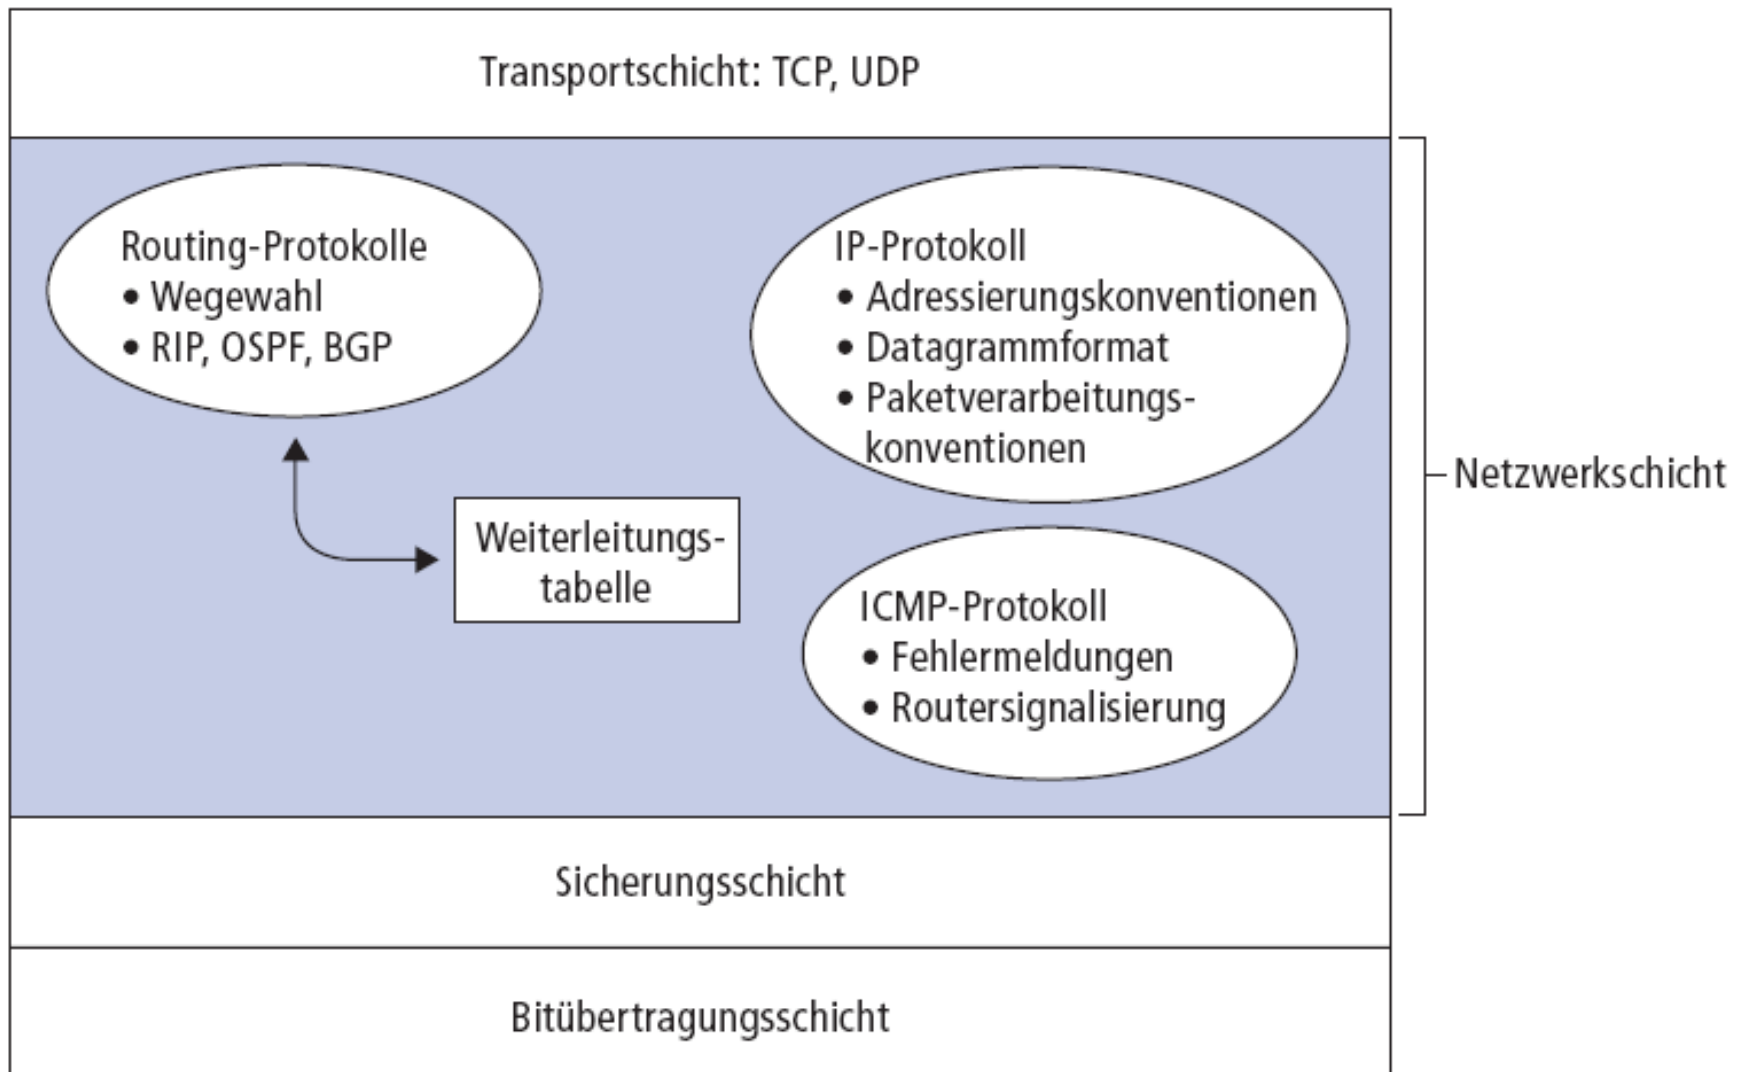 Transportschicht: TCP, UDP
Routing-Protokolle
• Wegewahl
• RIP, OSPF, BGP
IP-Protokoll
• Adressierungskonventionen
• Datagrammformat
• Paketverarbeitungs-
konventionen
Weiterleitungs-
tabelle
ICMP-Protokoll
• Fehlermeldungen
• Routersignalisierung
Netzwerkschicht
Sicherungsschicht
Bitübertragungsschicht